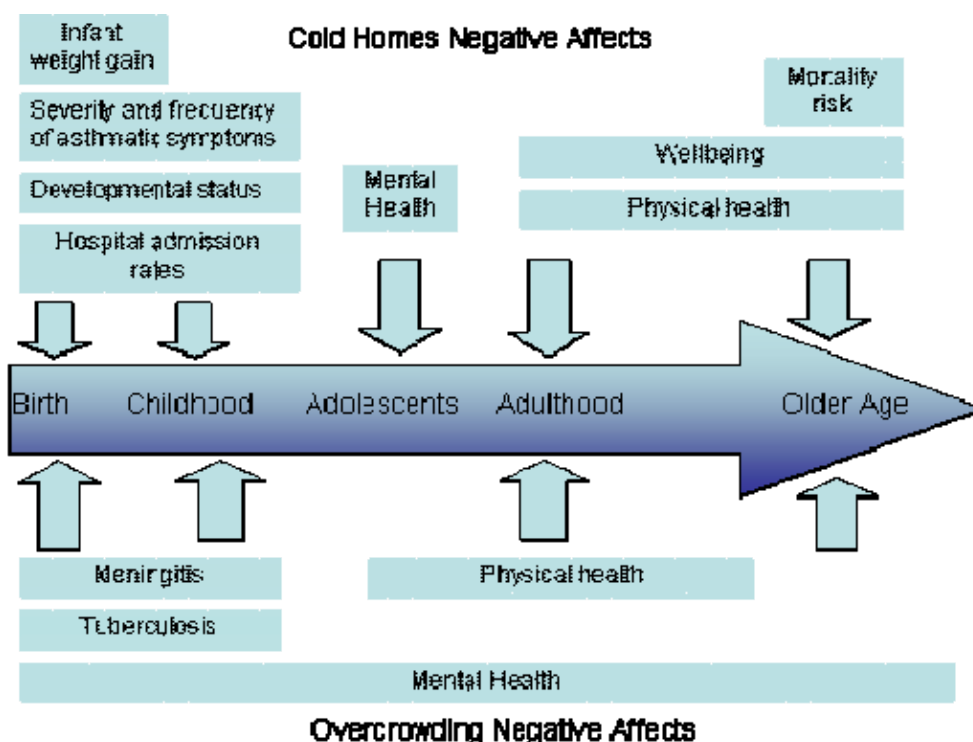 Infant
weight gain
Cold Homes Negative Affects
Mortality
risk
Severity and frequency
of asthmatic symptoms
Wellbeing
Developmental status
Mental
Health
Physical health
Hospital admission
rates
Birth
Childhood
Adolescents
Adulthood
Older Age
Meningitis
Physical health
Tuberculosis
Mental Health
Overcrowding Negative Affects